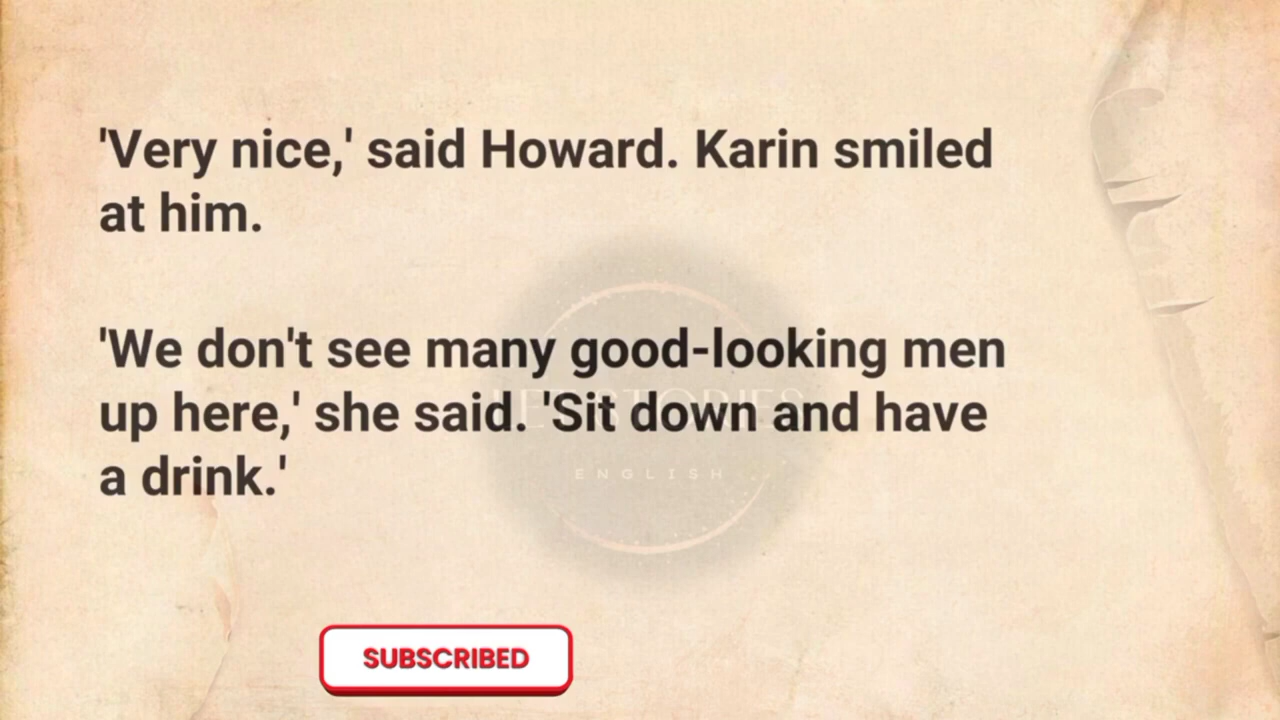 'Very nice,' said Howard. Karin smiled
at him.
'We don't see many good-looking men
up here,' she said. 'Sit down and have
a drink.'
ENGLISH
SUBSCRIBED